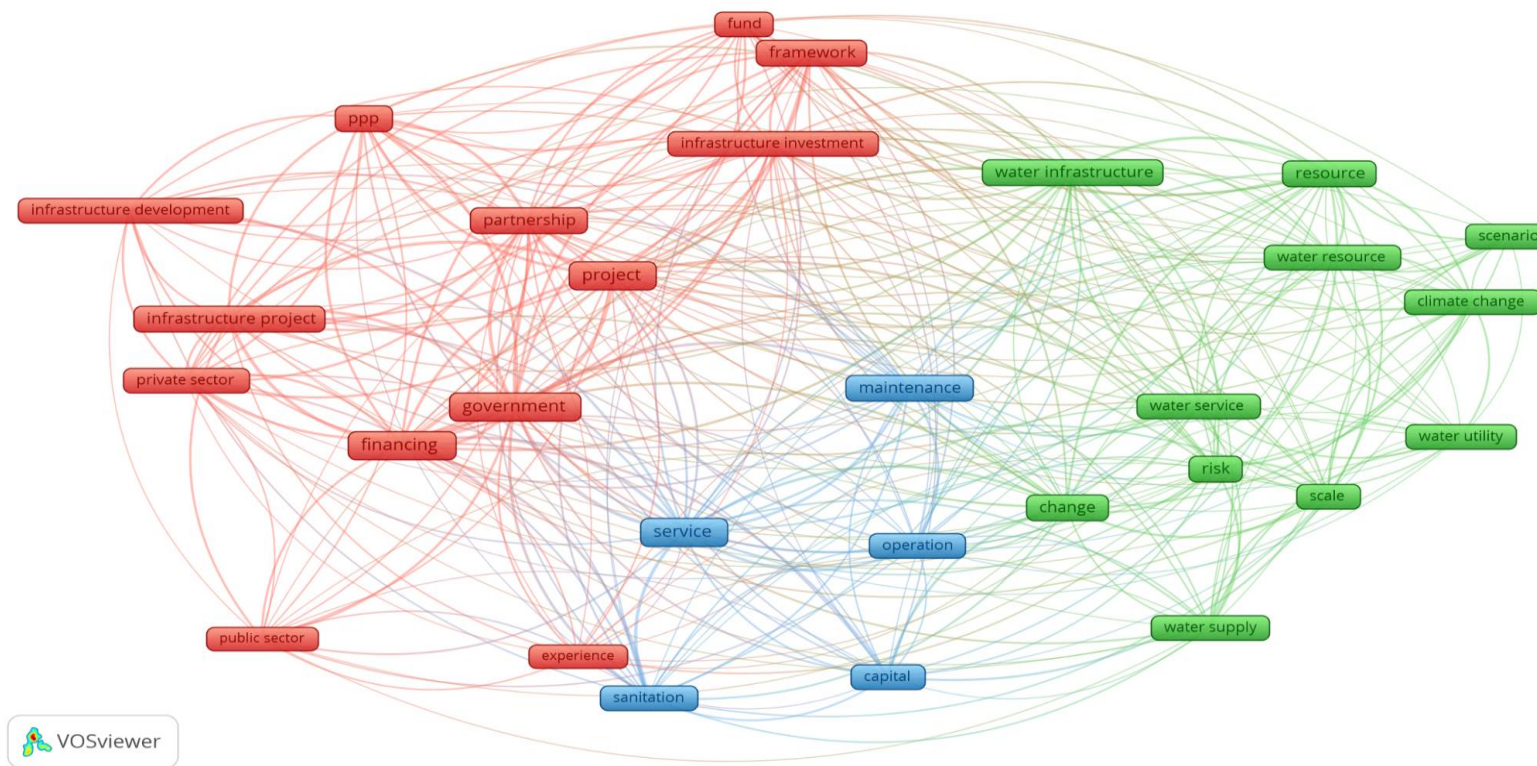 fund
framework
ppp
infrastructure investment
water infrastructure
resource
infrastructure development
partnership
scenario
water resource
project
climate change
infrastructure project
private sector
maintenance
government
water service
water utility
financing
risk
scale
change
service
operation
public sector
water supply
experience
capital
sanitation
VOSviewer